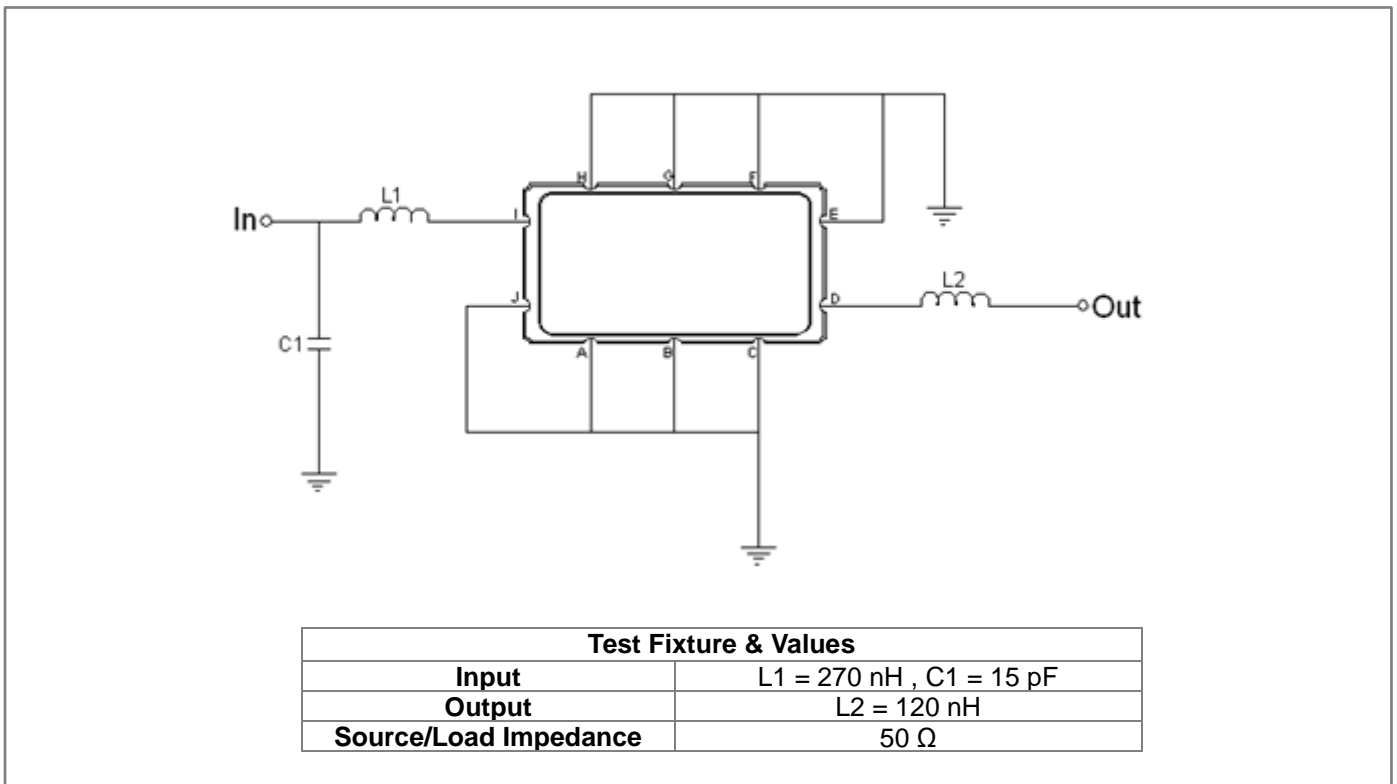 H G F
L1
In I E
L2
J D Out
C1 A B C
Test Fixture & Values
Input L1 = 270 nH , C1 = 15 pF
Output L2 = 120 nH
Source/Load Impedance 50 Ω